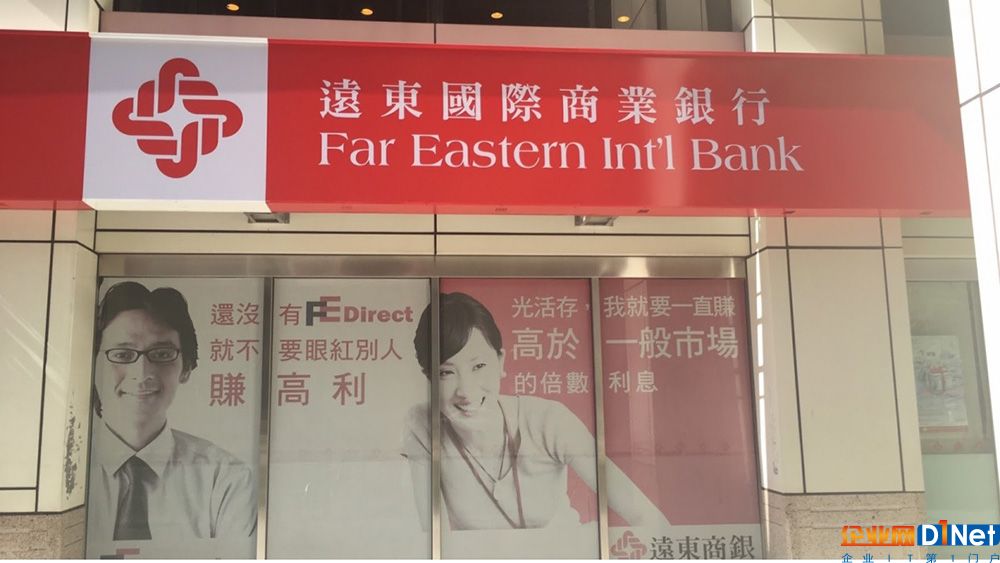 遠東國際商業銀行
Far Eastern Int'l Bank
還沒有FEDirect
就不要眼紅別人
賺高利
光活存，我就要一直賺
高於一般市場
的倍數利息
FEDirect
遠東商銀
企业网D1Net
企业IT第1门户